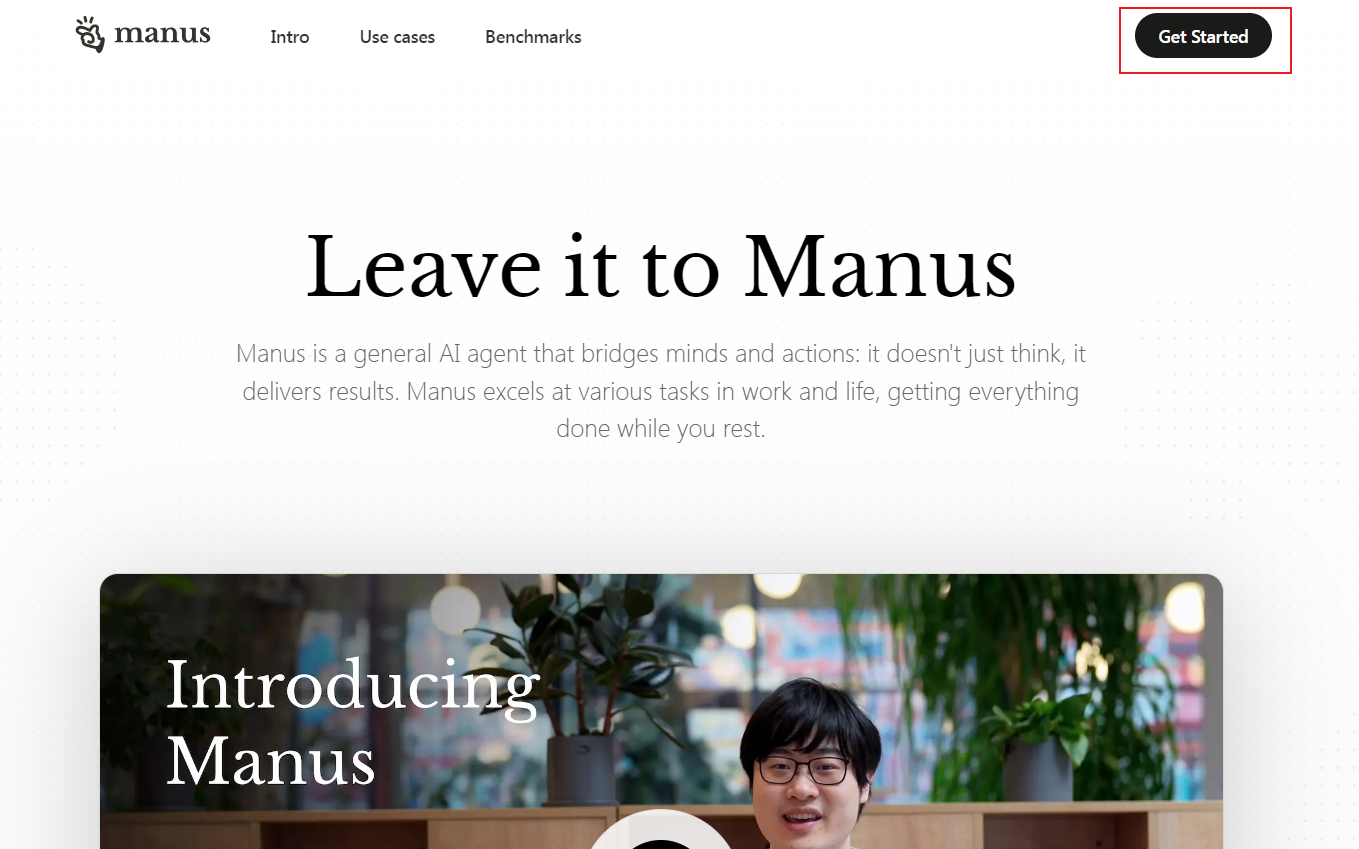 manus
Intro
Use cases
Benchmarks
Get Started
Leave it to Manus
Manus is a general AI agent that bridges minds and actions: it doesn't just think, it
delivers results. Manus excels at various tasks in work and life, getting everything
done while you rest.
Introducing
Manus